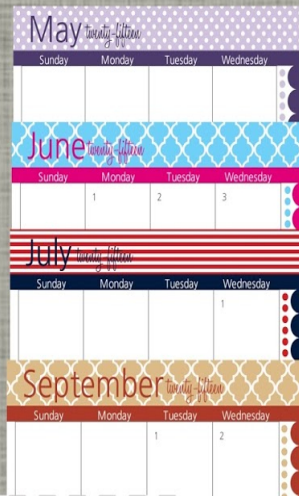 May twenty-fifteen
Sunday Monday Tuesday Wednesday
June twenty-fifteen
Sunday Monday Tuesday Wednesday
1 2 3
July twenty-fifteen
Sunday Monday Tuesday Wednesday
1
September twenty-fifteen
Sunday Monday Tuesday Wednesday
1 2